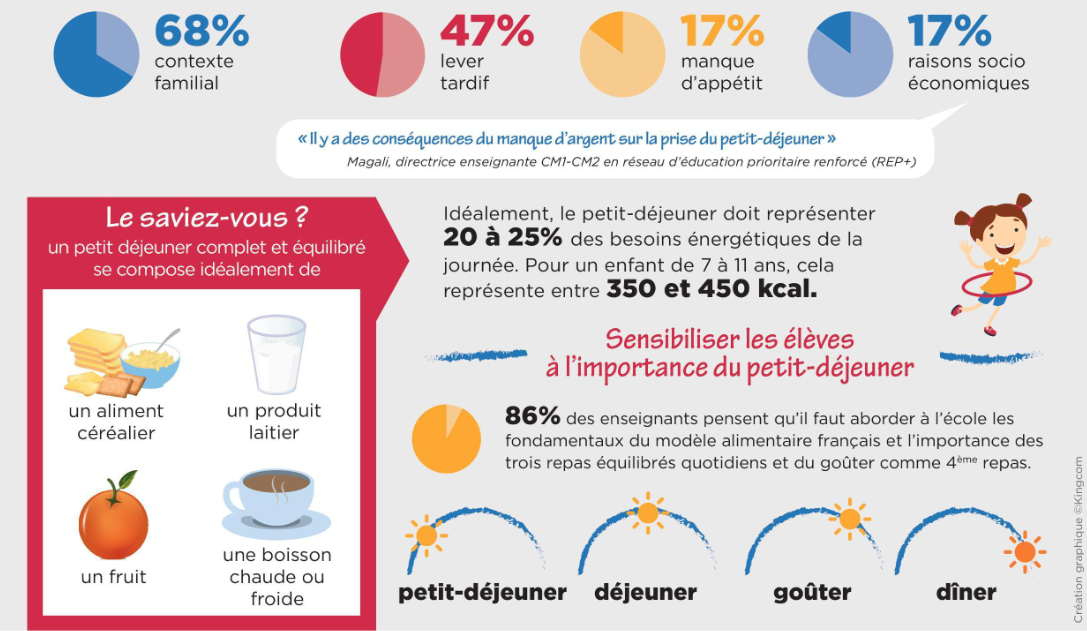 68%
contexte
familial
47%
lever
tardif
17%
manque
d'appétit
17%
raisons socio
économiques
« Il y a des conséquences du manque d'argent sur la prise du petit-déjeuner »
Magali, directrice enseignante CM1-CM2 en réseau d'éducation prioritaire renforcé (REP+)
Le saviez-vous ?
un petit déjeuner complet et équilibré
se compose idéalement de
un aliment
céréalier
un produit
laitier
un fruit
une boisson
chaude ou
froide
Idéalement, le petit-déjeuner doit représenter
20 à 25% des besoins énergétiques de la
journée. Pour un enfant de 7 à 11 ans, cela
représente entre 350 et 450 kcal.
Sensibiliser les élèves
à l'importance du petit-déjeuner
86% des enseignants pensent qu'il faut aborder à l'école les
fondamentaux du modèle alimentaire français et l'importance des
trois repas équilibrés quotidiens et du goûter comme 4ème repas.
petit-déjeuner
déjeuner
goûter
dîner
Création graphique ©Kingcom